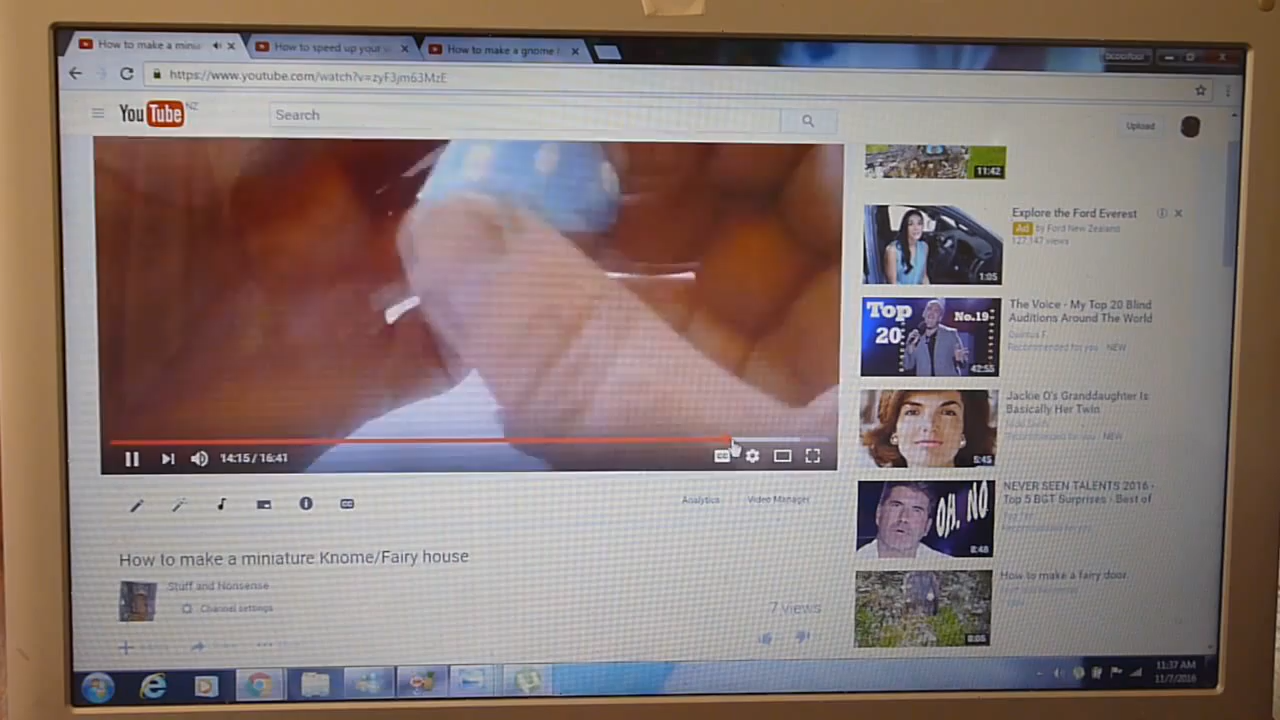 How to make a minia
How to speed up your
How to make a gnome
https://www.youtube.com/watch?v=zyF3jm63MzE
YouTube NZ
Search
Upload
11:42
Explore the Ford Everest
Ad by Ford New Zealand
127,147 views
1:05
Top 20
No.19
The Voice - My Top 20 Blind
Auditions Around The World
Recommended for you NEW
42:55
Jackie O's Granddaughter Is
Basically Her Twin
Recommended for you NEW
5:45
NEVER SEEN TALENTS 2016 -
Top 5 BGT Surprises - Best of
OH, NO
8:48
How to make a fairy door
8:05
14:15 / 16:41
CC
Analytics
Video Manager
How to make a miniature Knome/Fairy house
Stuff and Nonsense
Channel settings
7 views
11:37 AM
11/7/2016